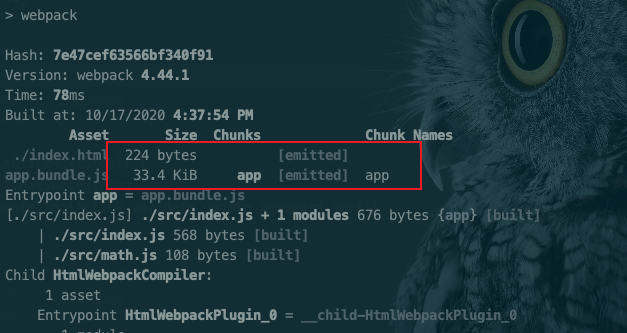 > webpack
Hash: 7e47cef63566bf340f91
Version: webpack 4.44.1
Time: 78ms
Built at: 10/17/2020 4:37:54 PM
Asset Size Chunks Chunk Names
./index.html 224 bytes [emitted]
app.bundle.js 33.4 KiB app [emitted] app
Entrypoint app = app.bundle.js
[./src/index.js] ./src/index.js + 1 modules 676 bytes {app} [built]
| ./src/index.js 568 bytes [built]
| ./src/math.js 108 bytes [built]
Child HtmlWebpackCompiler:
1 asset
Entrypoint HtmlWebpackPlugin_0 = __child-HtmlWebpackPlugin_0
1 module